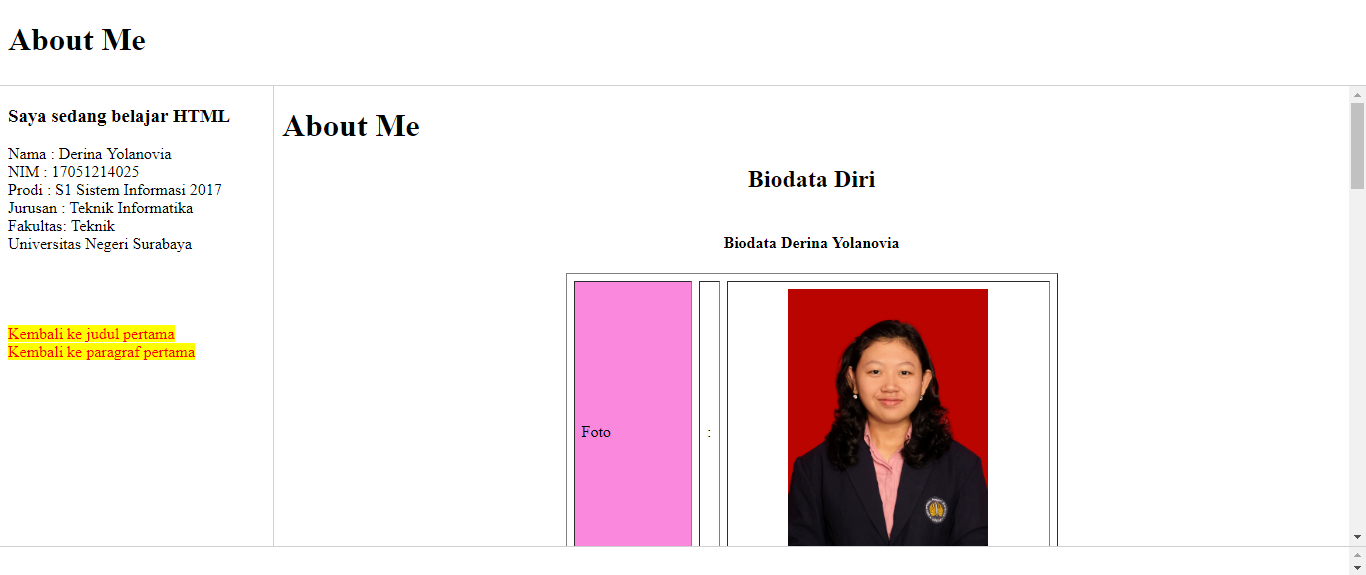 About Me
Saya sedang belajar HTML
Nama : Derina Yolanovia
NIM : 17051214025
Prodi : S1 Sistem Informasi 2017
Jurusan : Teknik Informatika
Fakultas: Teknik
Universitas Negeri Surabaya
Kembali ke judul pertama
Kembali ke paragraf pertama
About Me
Biodata Diri
Biodata Derina Yolanovia
Foto :